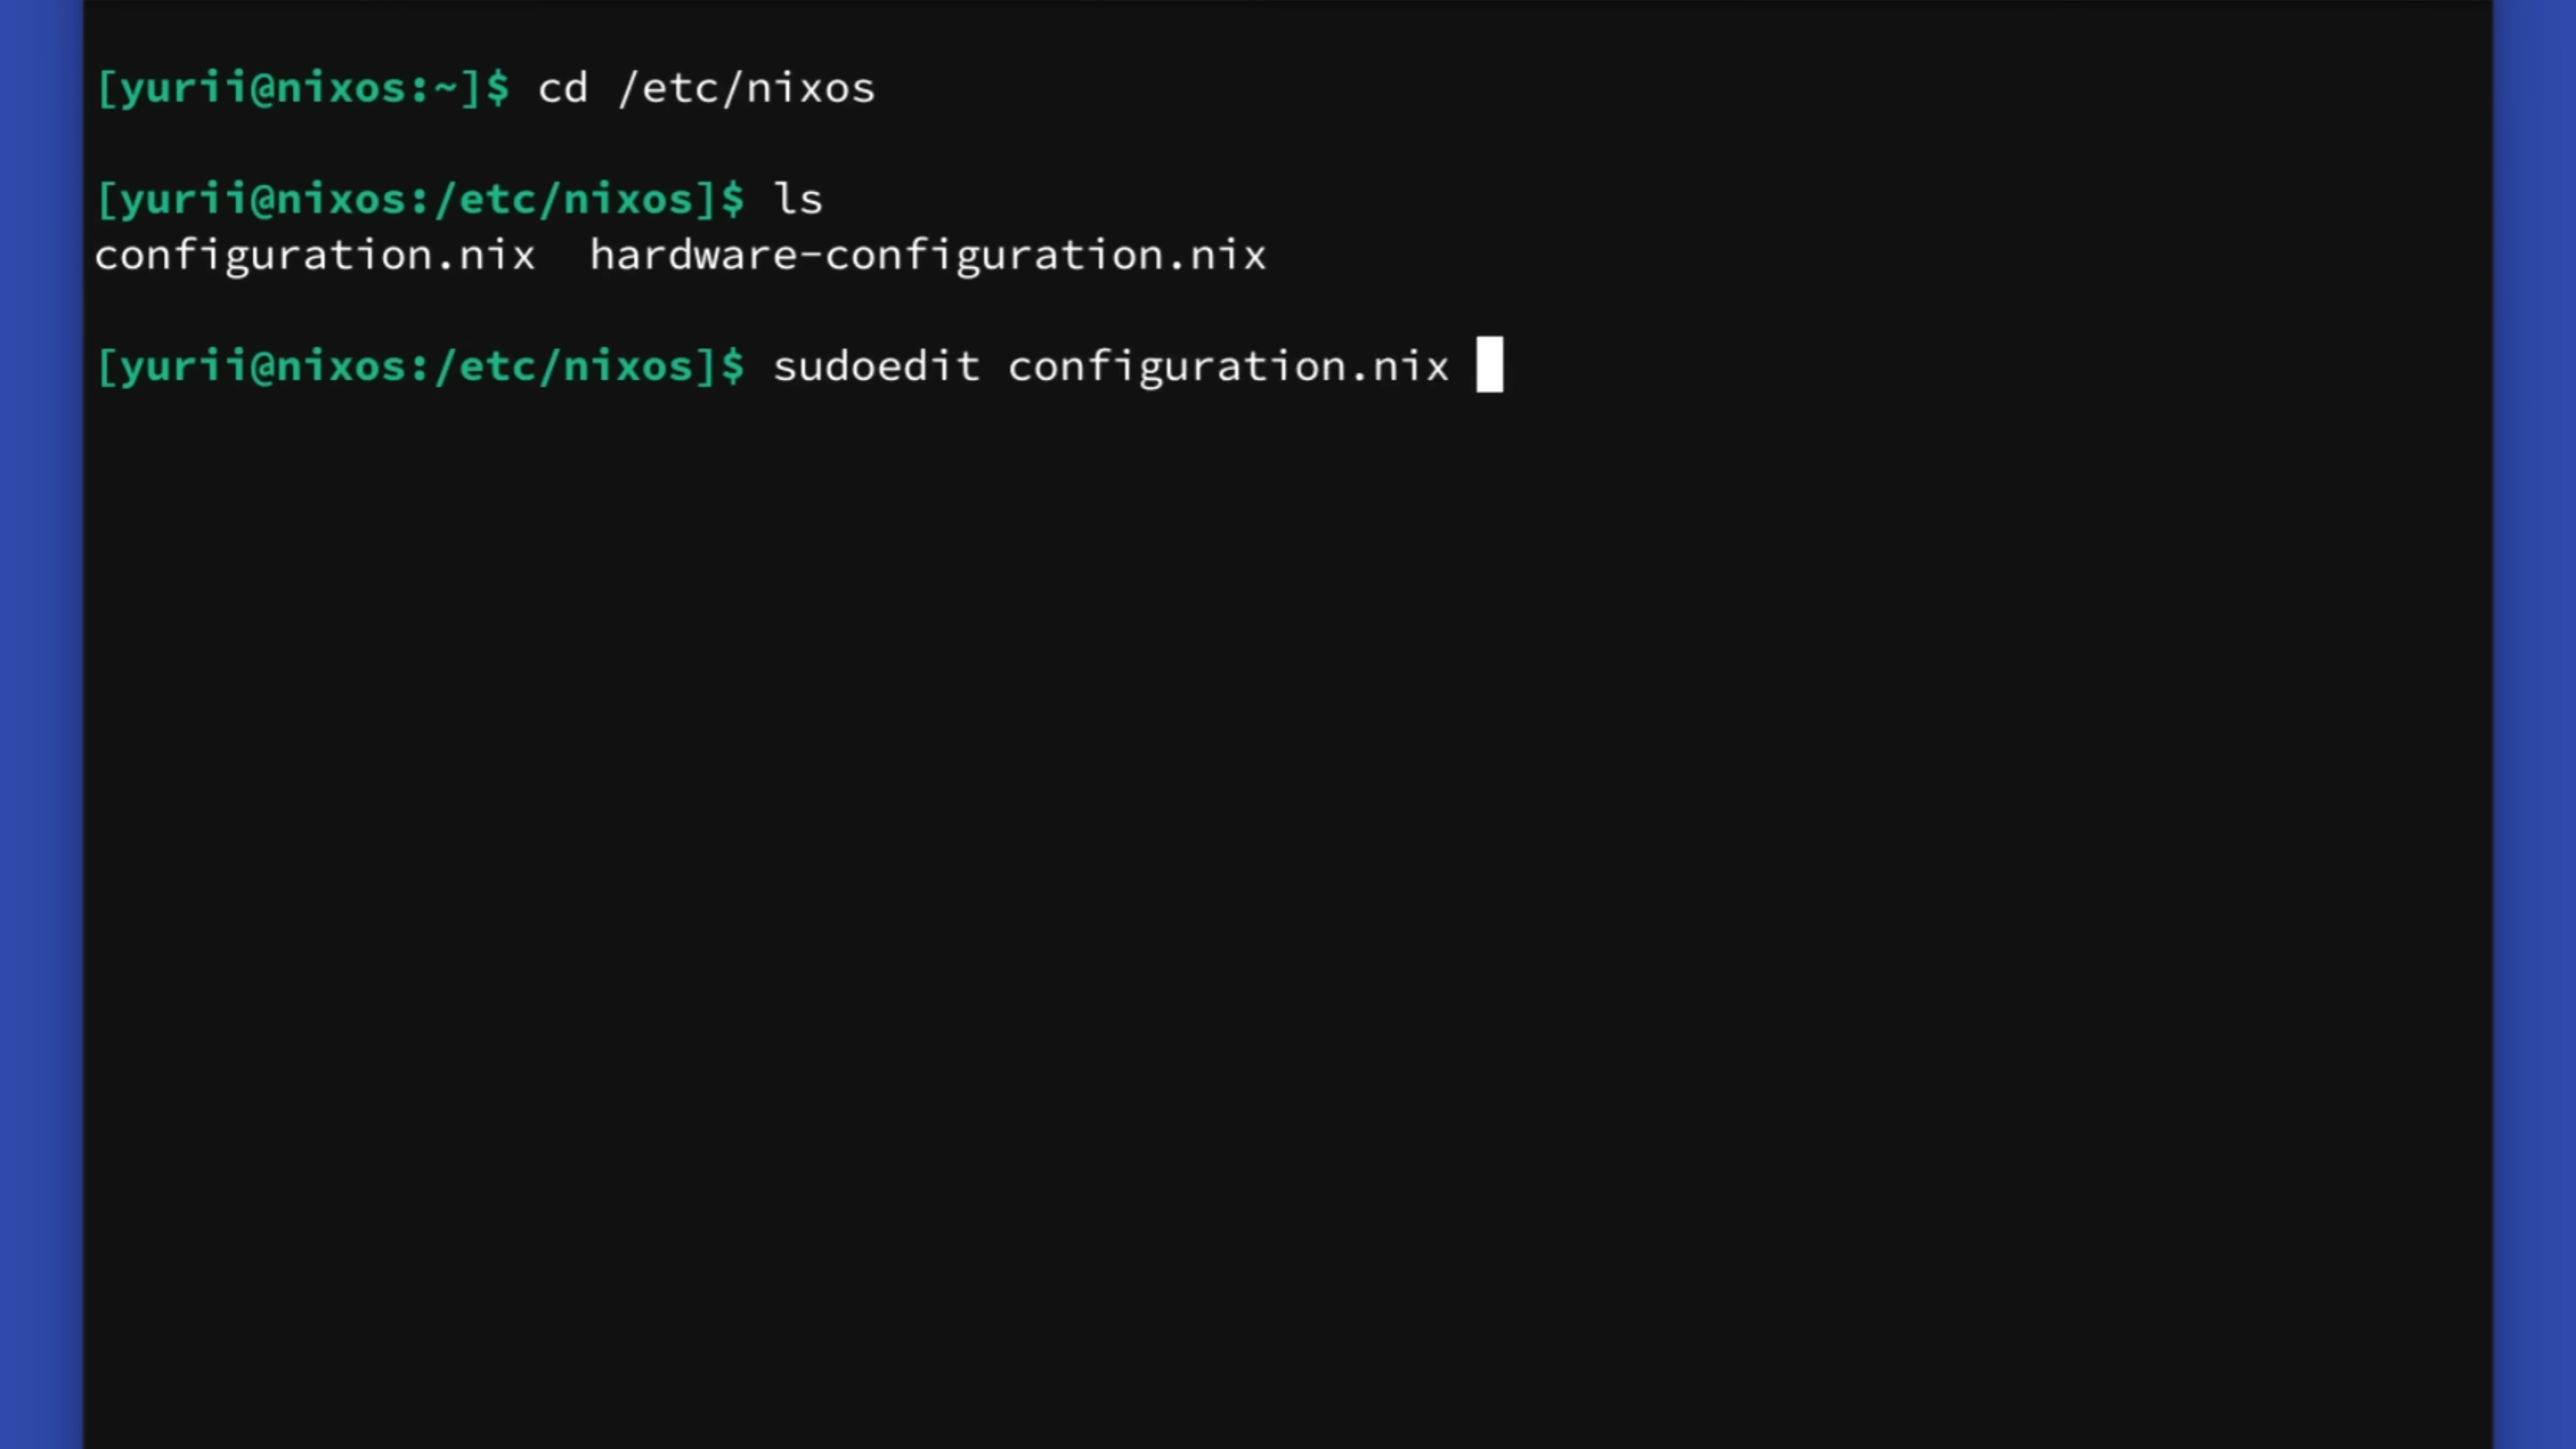 [yurii@nixos:~]$ cd /etc/nixos
[yurii@nixos:/etc/nixos]$ ls
configuration.nix  hardware-configuration.nix
[yurii@nixos:/etc/nixos]$ sudoedit configuration.nix